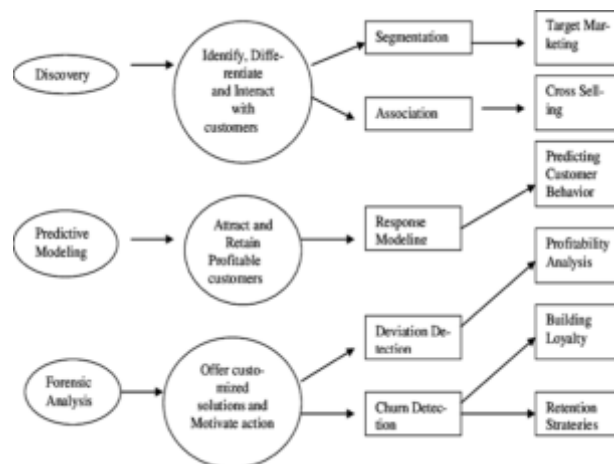 Discovery
Identify, Diffe-
rentiate
and Interact
with
customers
Segmentation
Target Mar-
keting
Association
Cross Sell-
ing
Predictive
Modeling
Attract and
Retain
Profitable
customers
Response
Modeling
Predicting
Customer
Behavior
Profitability
Analysis
Forensic
Analysis
Offer custo-
mized
solutions and
Motivate action
Deviation De-
tection
Churn Detec-
tion
Building
Loyalty
Retention
Strategies